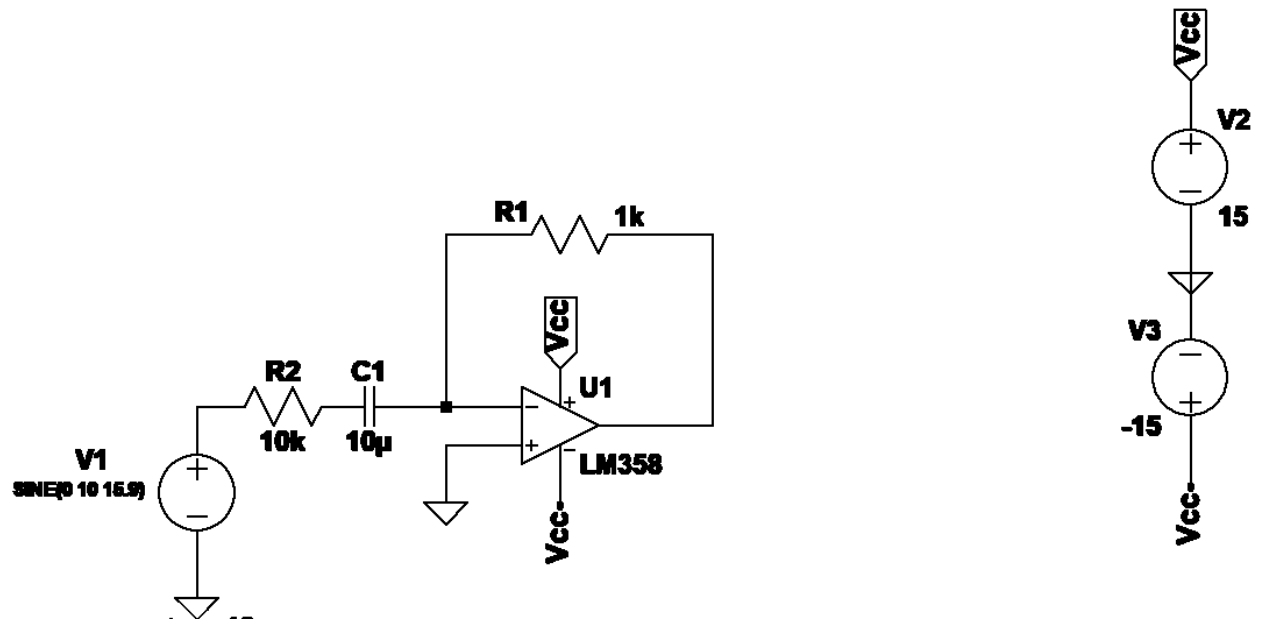 Vcc
V2
15
R1
1k
Vcc
V3
-15
R2
C1
U1
10k
10µ
LM358
V1
SINE(0 10 15.9)
Vcc-
Vcc-